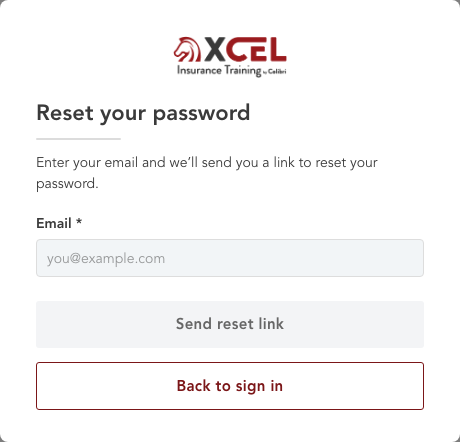 XCEL
Insurance Training by Colibri
Reset your password
Enter your email and we'll send you a link to reset your
password.
Email *
you@example.com
Send reset link
Back to sign in